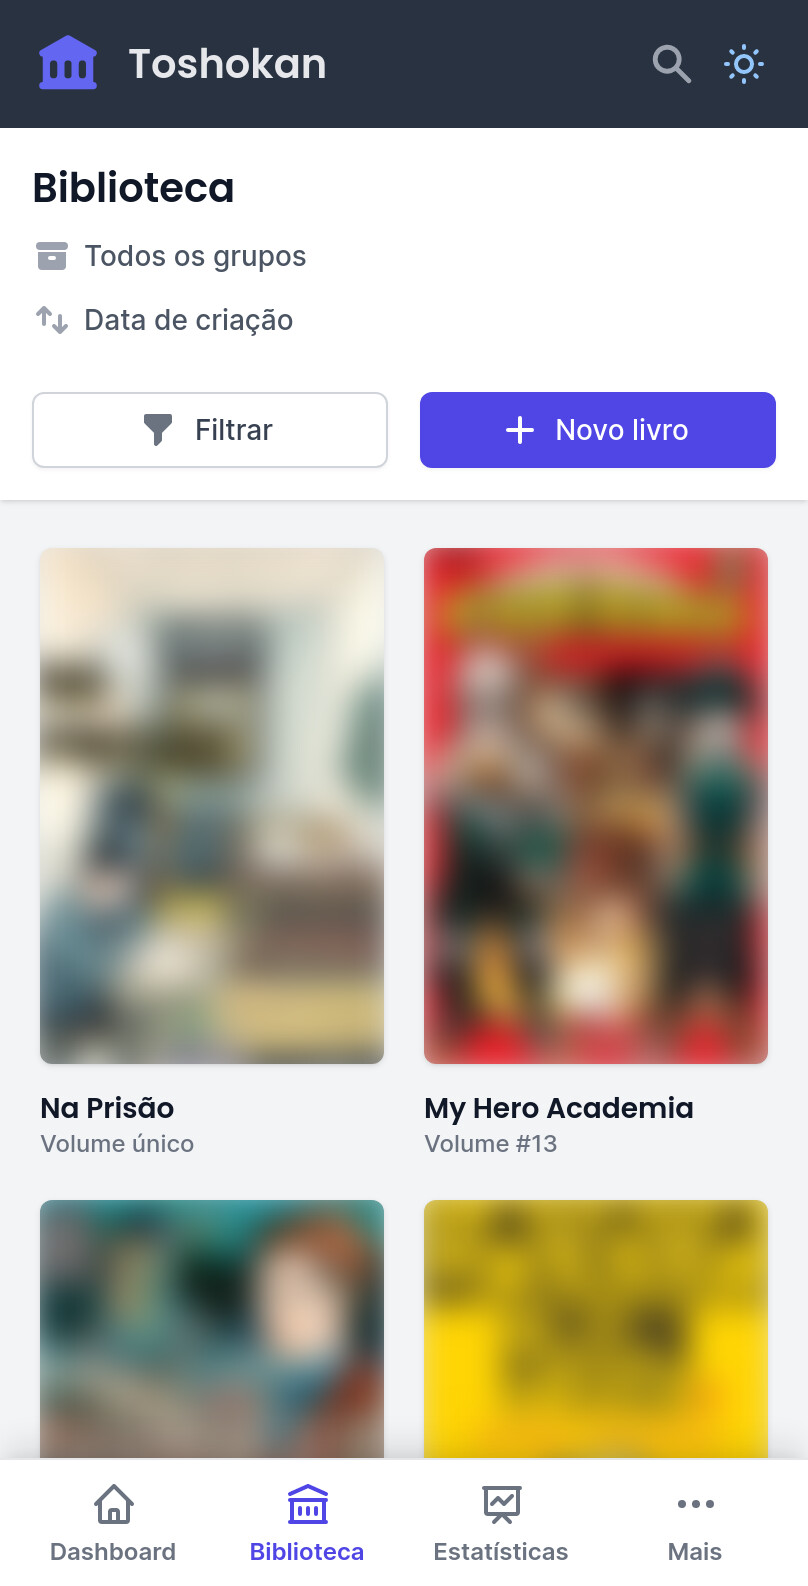 Toshokan
Biblioteca
Todos os grupos
Data de criação
Filtrar
Novo livro
Na Prisão
Volume único
My Hero Academia
Volume #13
Dashboard
Biblioteca
Estatísticas
Mais